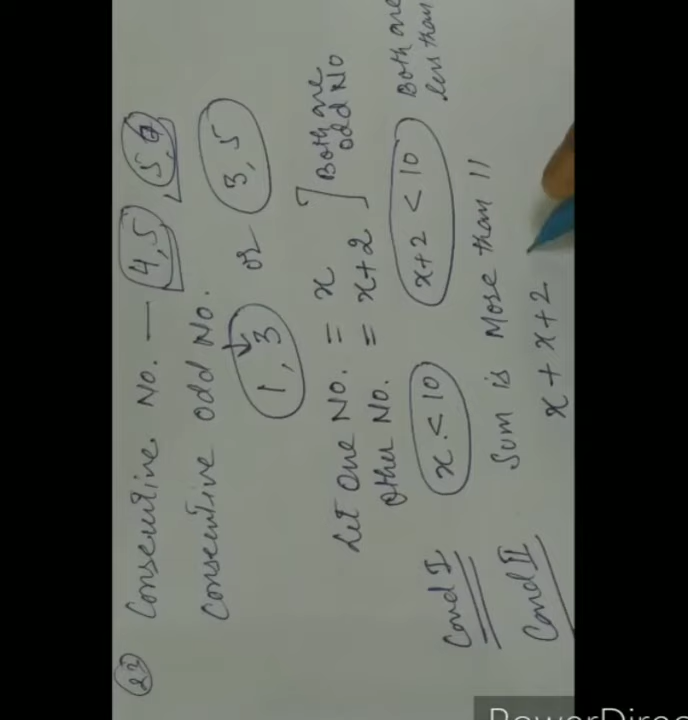 23 Consecutive No. — 4,5 , 5,6
Consecutive odd No.
1, 3 or 3, 5
Let one No. = x
Other No. = x+2 ] Both are odd No
Cond I x < 10 x+2 < 10 Both are less than
Cond II Sum is More than 11
x + x+2
PowerDirec